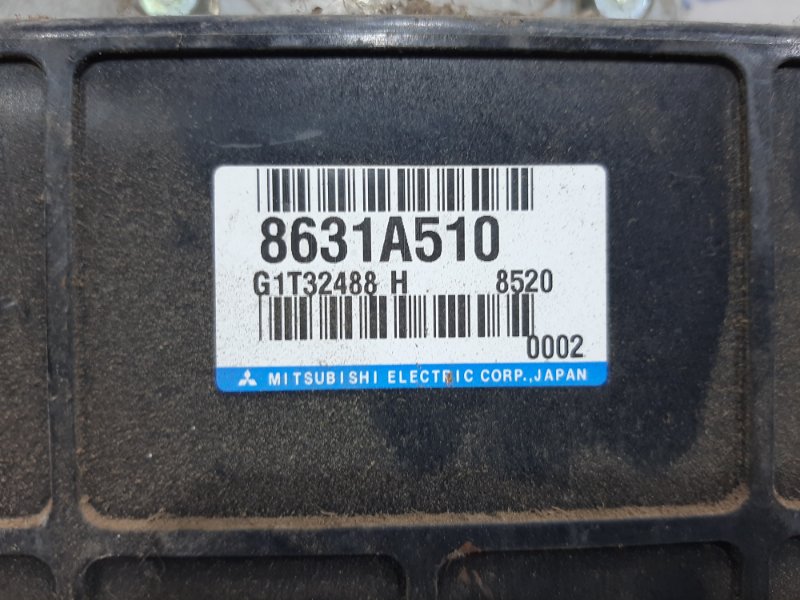 8631A510
G1T32488 H 8520
0002
MITSUBISHI ELECTRIC CORP.,JAPAN